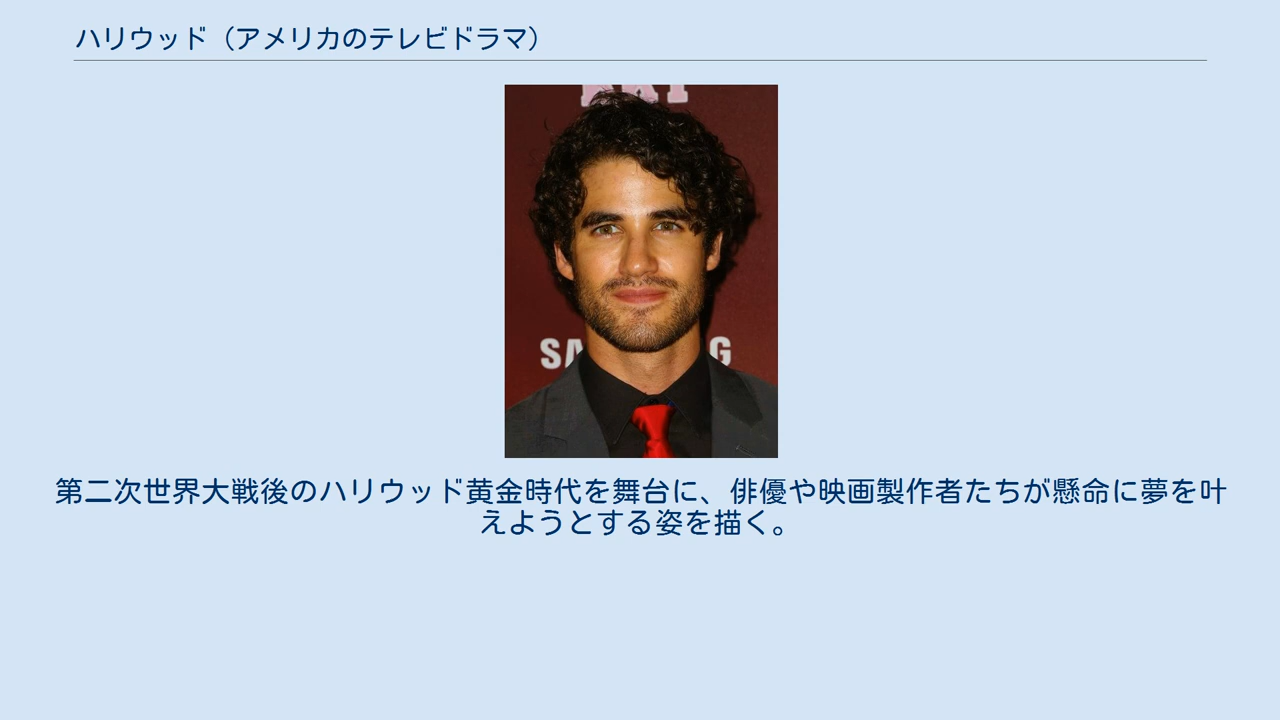 ハリウッド（アメリカのテレビドラマ）
第二次世界大戦後のハリウッド黄金時代を舞台に、俳優や映画製作者たちが懸命に夢を叶
えようとする姿を描く。